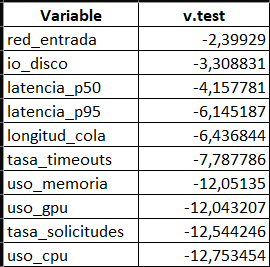 Variable v.test
red_entrada -2,39929
io_disco -3,308831
latencia_p50 -4,157781
latencia_p95 -6,145187
longitud_cola -6,436844
tasa_timeouts -7,787786
uso_memoria -12,05135
uso_gpu -12,043207
tasa_solicitudes -12,544246
uso_cpu -12,753454